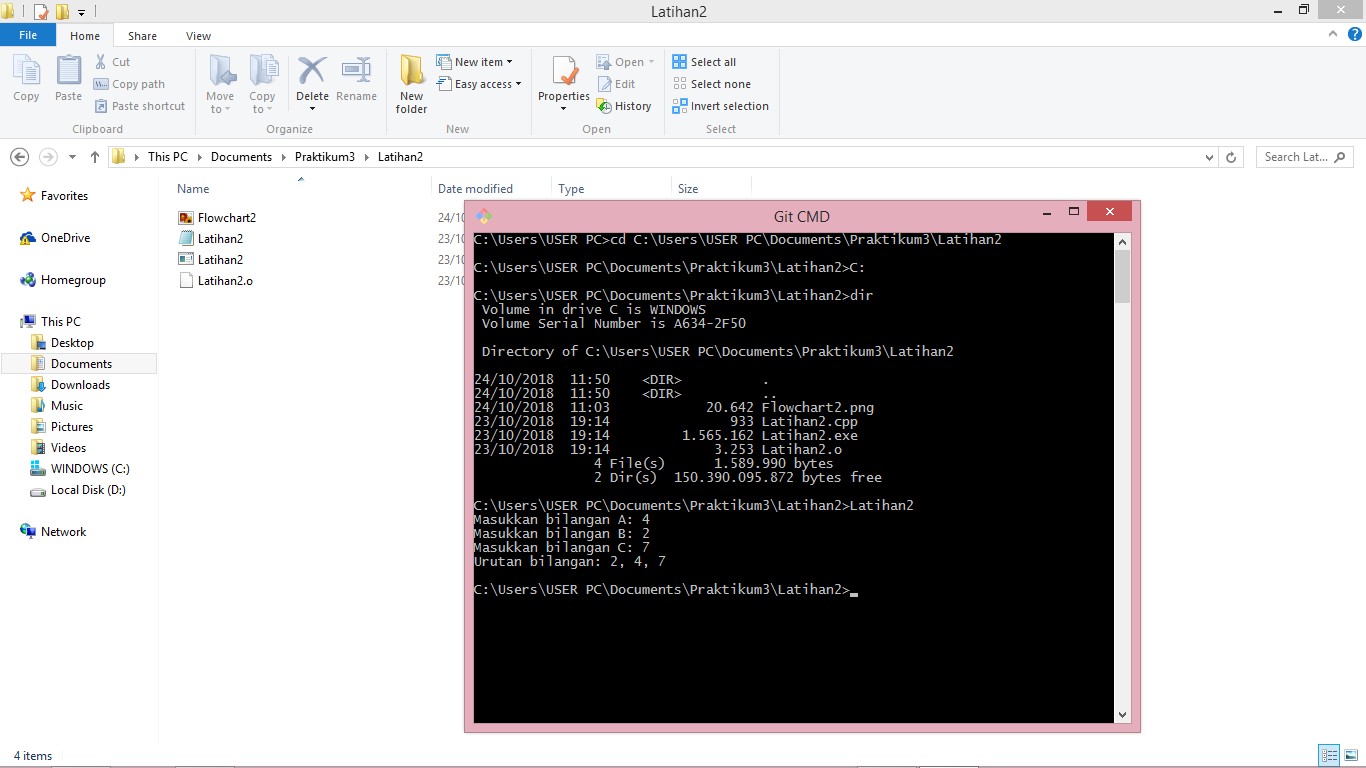 Latihan2
File Home Share View
Copy
Paste
Cut
Copy path
Paste shortcut
Clipboard
Move to
Copy to
Delete
Rename
Organize
New folder
New item
Easy access
New
Properties
Open
Edit
History
Open
Select all
Select none
Invert selection
Select
This PC Documents Praktikum3 Latihan2
Search Lat...
Favorites
OneDrive
Homegroup
This PC
Desktop
Documents
Downloads
Music
Pictures
Videos
WINDOWS (C:)
Local Disk (D:)
Network
Name Date modified Type Size
Flowchart2 24/10
Latihan2 23/10
Latihan2 23/10
Latihan2.o 23/10
Git CMD
C:\Users\USER PC>cd C:\Users\USER PC\Documents\Praktikum3\Latihan2
C:\Users\USER PC\Documents\Praktikum3\Latihan2>C:
C:\Users\USER PC\Documents\Praktikum3\Latihan2>dir
Volume in drive C is WINDOWS
Volume Serial Number is A634-2F50
Directory of C:\Users\USER PC\Documents\Praktikum3\Latihan2
24/10/2018 11:50 <DIR> .
24/10/2018 11:50 <DIR> ..
24/10/2018 11:03 20.642 Flowchart2.png
23/10/2018 19:14 933 Latihan2.cpp
23/10/2018 19:14 1.565.162 Latihan2.exe
23/10/2018 19:14 3.253 Latihan2.o
4 File(s) 1.589.990 bytes
2 Dir(s) 150.390.095.872 bytes free
C:\Users\USER PC\Documents\Praktikum3\Latihan2>Latihan2
Masukkan bilangan A: 4
Masukkan bilangan B: 2
Masukkan bilangan C: 7
Urutan bilangan: 2, 4, 7
C:\Users\USER PC\Documents\Praktikum3\Latihan2>_
4 items